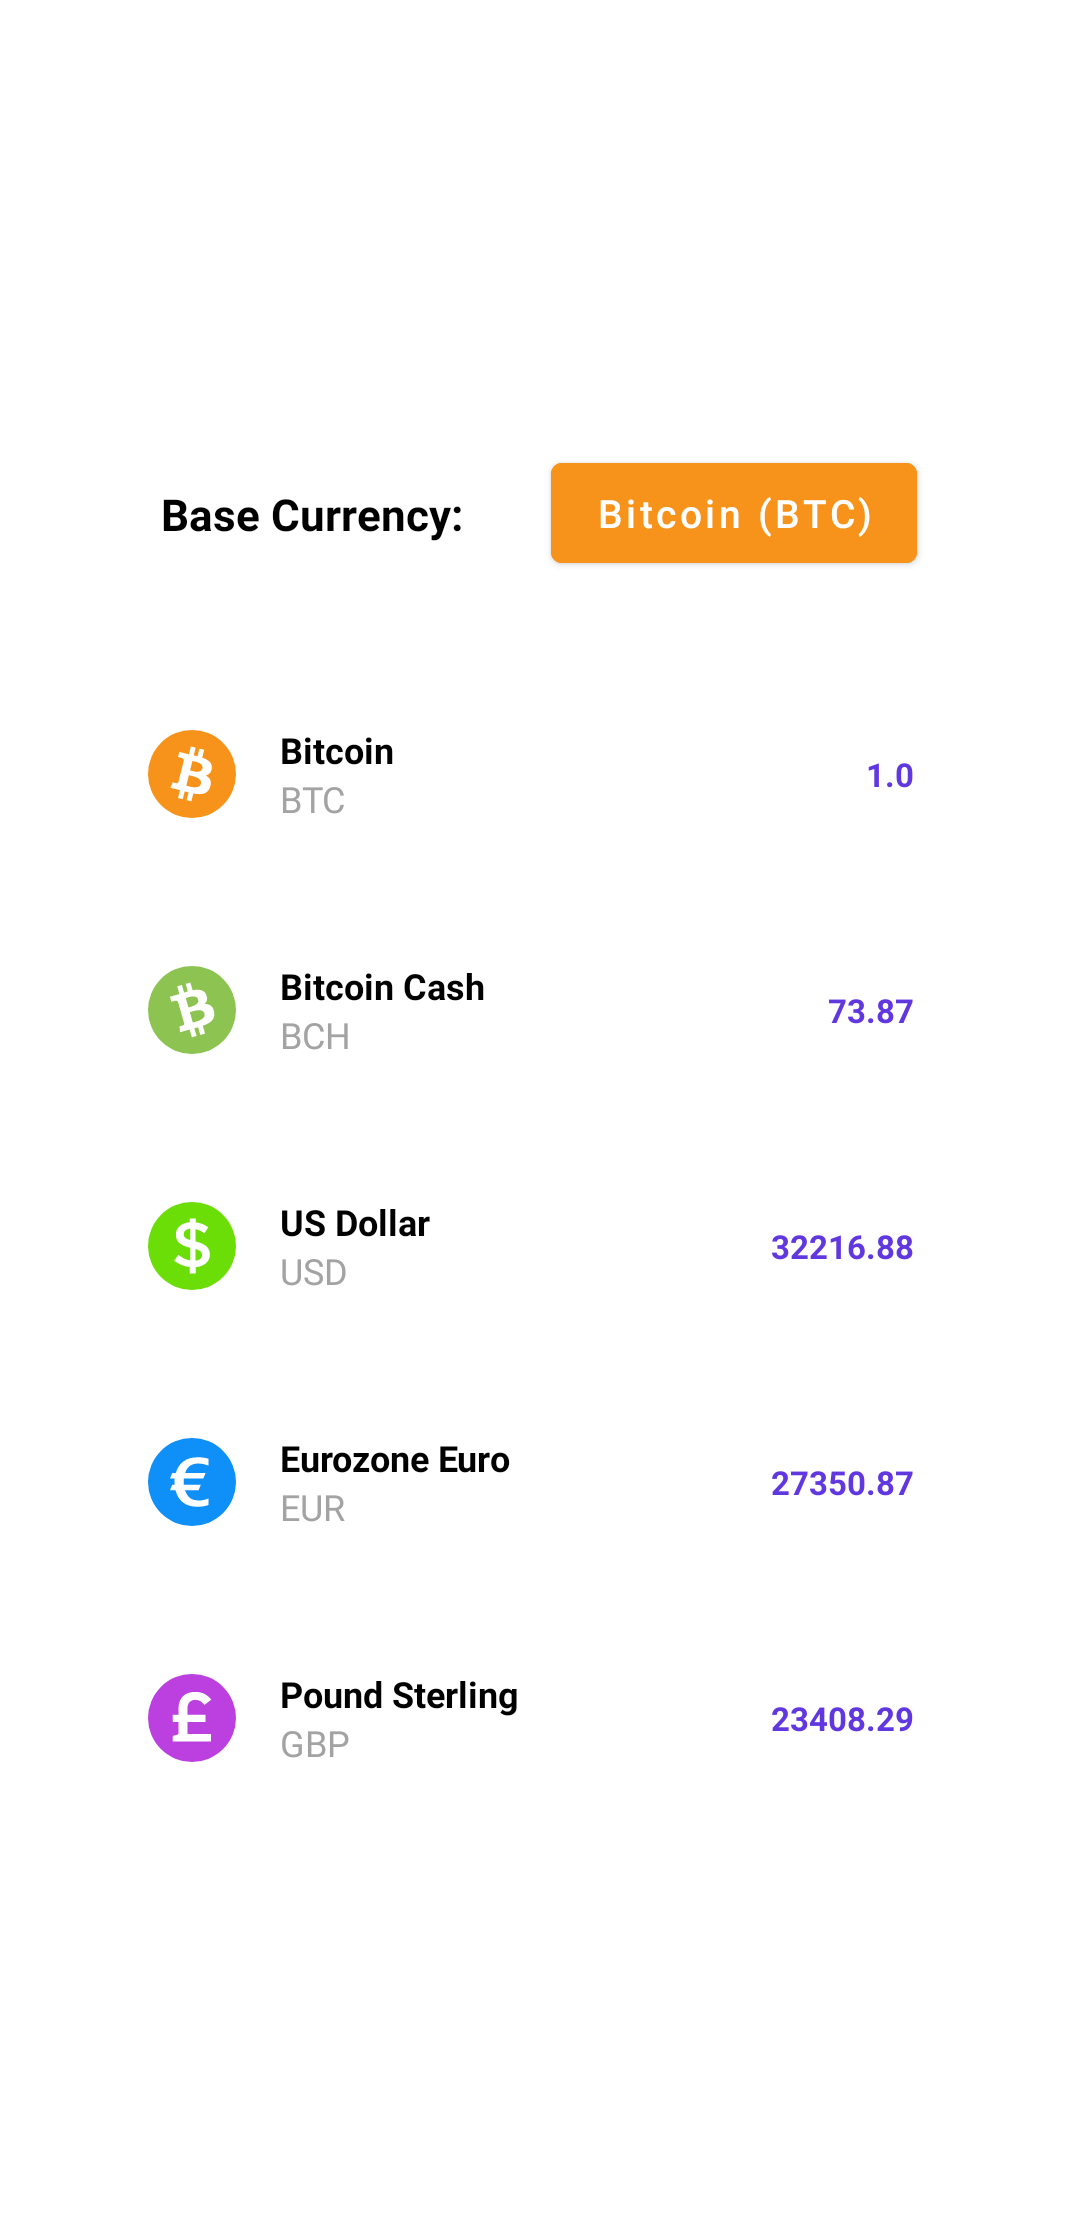 Base Currency:
Bitcoin (BTC)
Bitcoin
BTC
1.0
Bitcoin Cash
BCH
73.87
US Dollar
USD
32216.88
Eurozone Euro
EUR
27350.87
Pound Sterling
GBP
23408.29